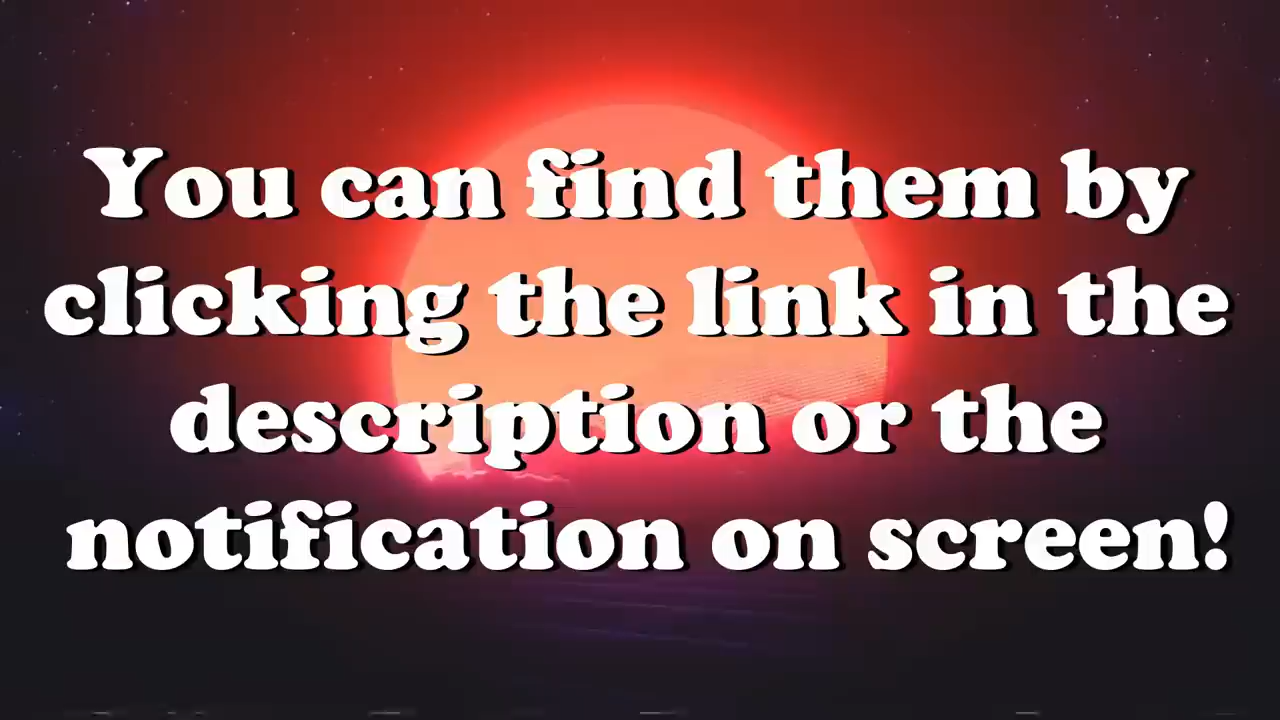 You can find them by
clicking the link in the
description or the
notification on screen!